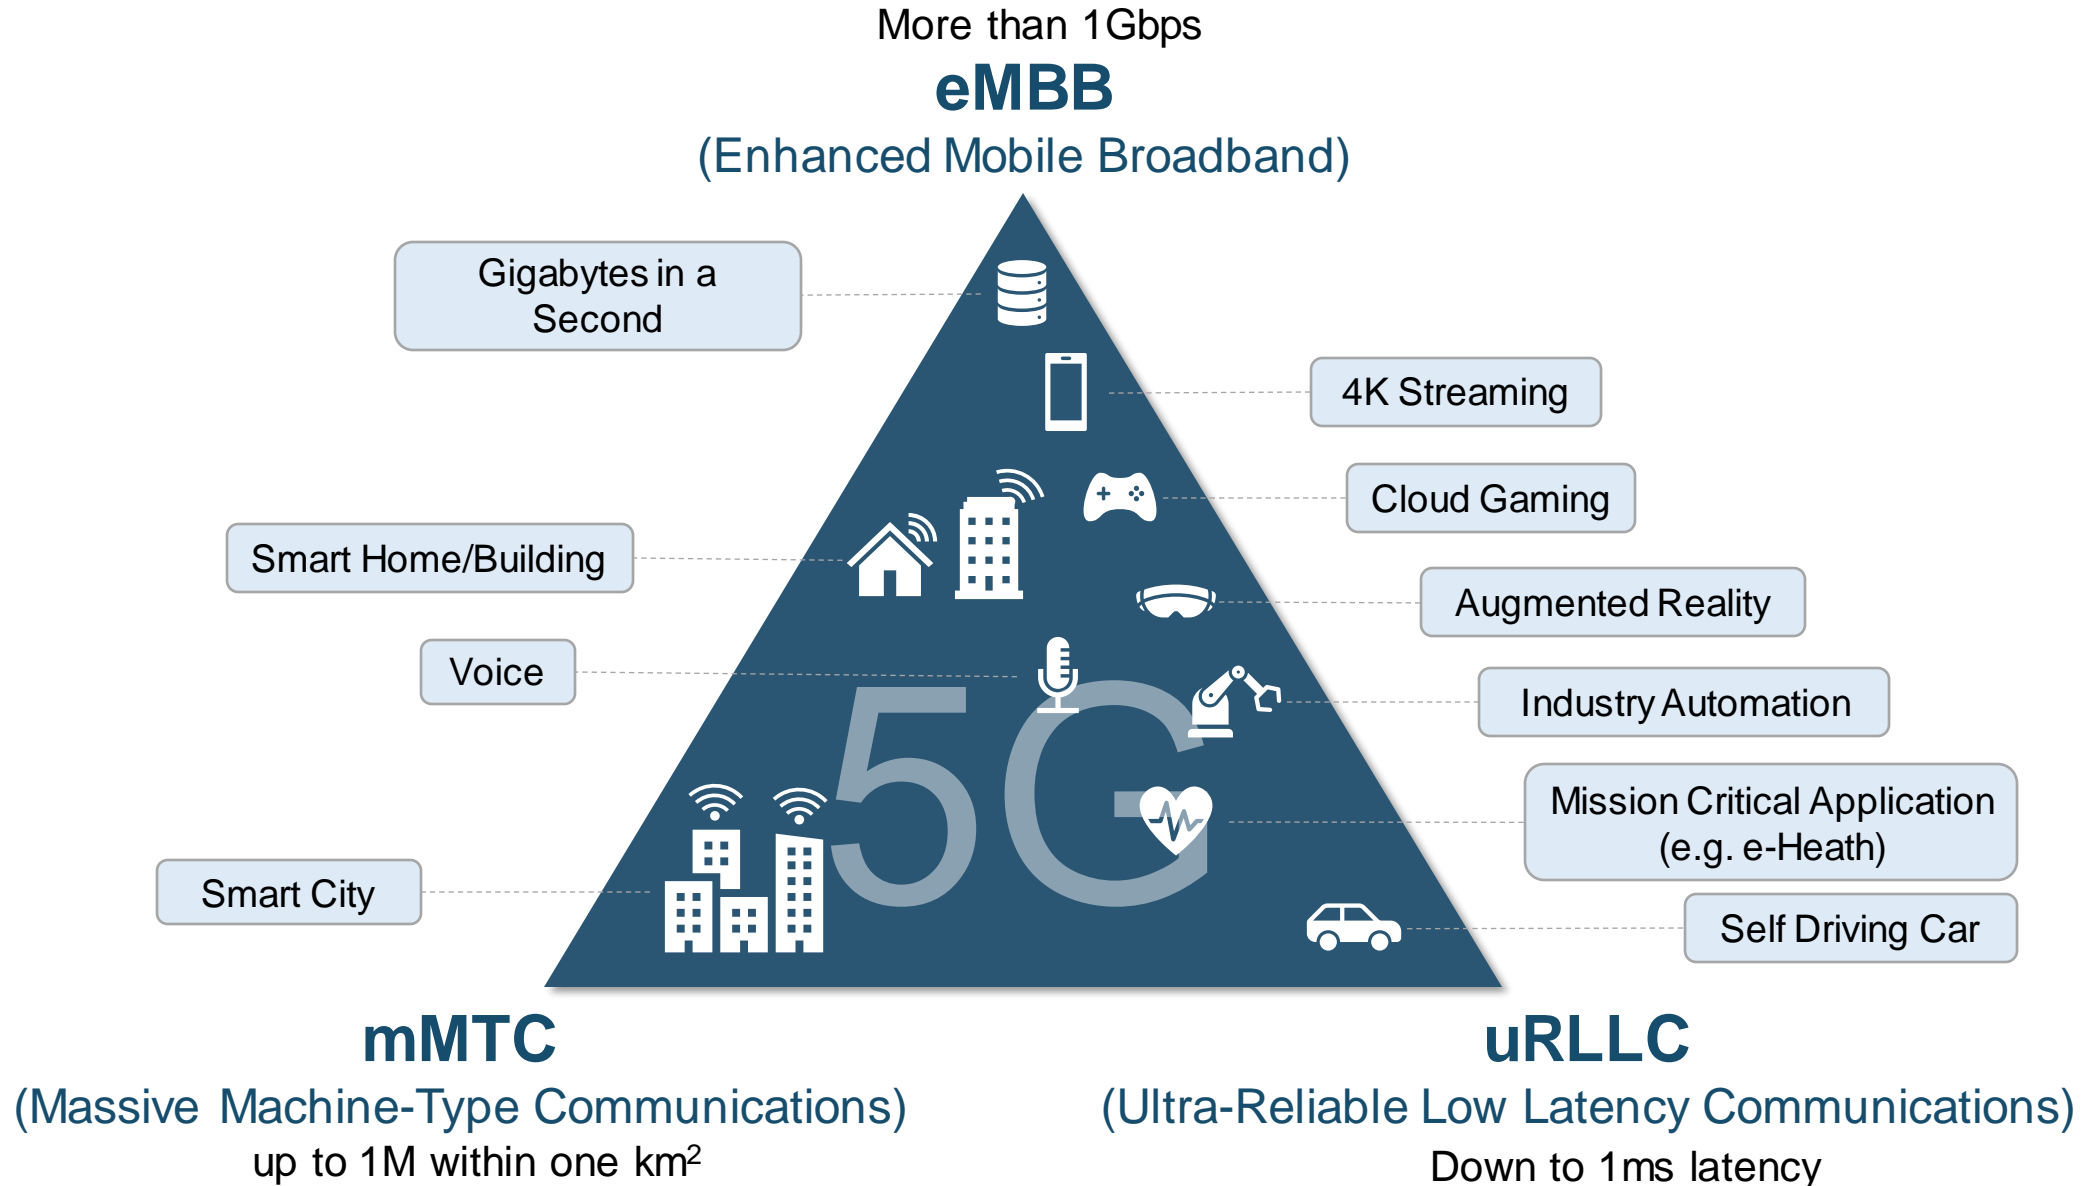 More than 1Gbps
eMBB
(Enhanced Mobile Broadband)
Gigabytes in a
Second
4K Streaming
Cloud Gaming
Smart Home/Building
Augmented Reality
Voice
Industry Automation
5G
Mission Critical Application
(e.g. e-Heath)
Smart City
Self Driving Car
mMTC
(Massive Machine-Type Communications)
up to 1M within one km²
uRLLC
(Ultra-Reliable Low Latency Communications)
Down to 1ms latency